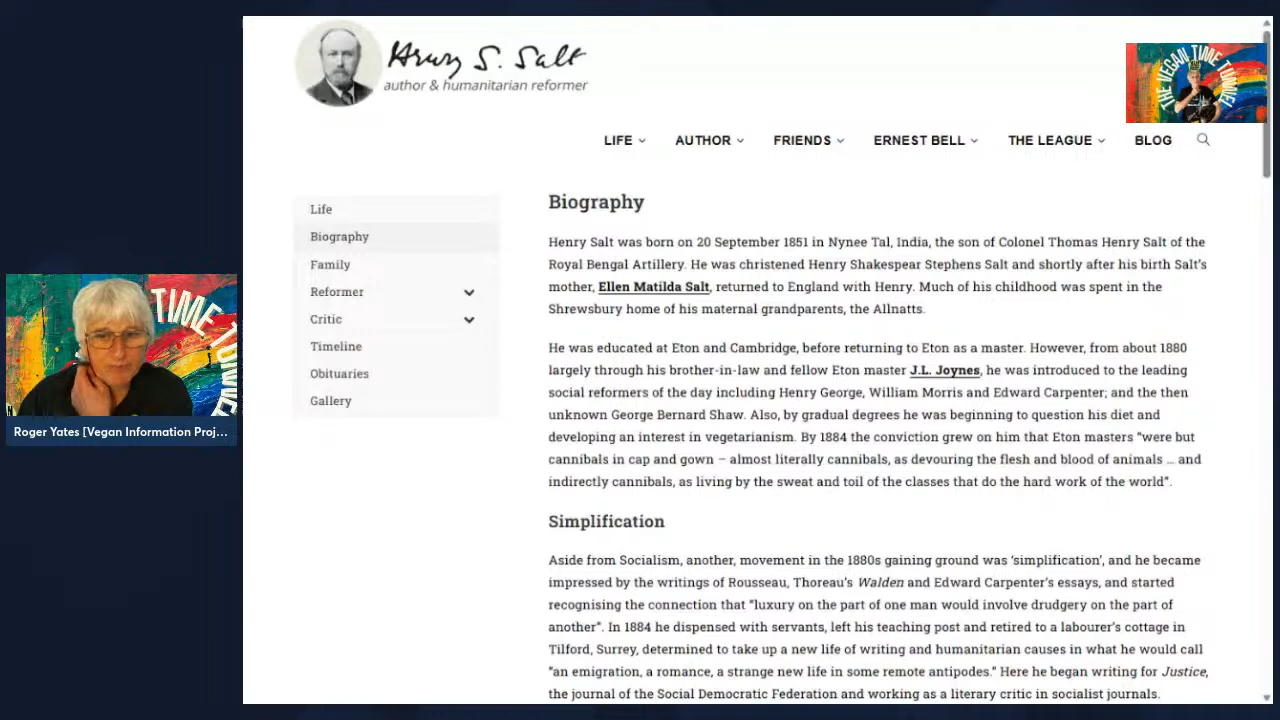 Henry S. Salt
author & humanitarian reformer
THE VEGAN TIME TUNNEL
LIFE
AUTHOR
FRIENDS
ERNEST BELL
THE LEAGUE
BLOG
Life
Biography
Family
Reformer
Critic
Timeline
Obituaries
Gallery
Biography
Henry Salt was born on 20 September 1851 in Nynee Tal, India, the son of Colonel Thomas Henry Salt of the
Royal Bengal Artillery. He was christened Henry Shakespear Stephens Salt and shortly after his birth Salt's
mother, Ellen Matilda Salt, returned to England with Henry. Much of his childhood was spent in the
Shrewsbury home of his maternal grandparents, the Allnatts.
He was educated at Eton and Cambridge, before returning to Eton as a master. However, from about 1880
largely through his brother-in-law and fellow Eton master J.L. Joynes, he was introduced to the leading
social reformers of the day including Henry George, William Morris and Edward Carpenter; and the then
unknown George Bernard Shaw. Also, by gradual degrees he was beginning to question his diet and
developing an interest in vegetarianism. By 1884 the conviction grew on him that Eton masters "were but
cannibals in cap and gown – almost literally cannibals, as devouring the flesh and blood of animals … and
indirectly cannibals, as living by the sweat and toil of the classes that do the hard work of the world".
Simplification
Aside from Socialism, another, movement in the 1880s gaining ground was 'simplification', and he became
impressed by the writings of Rousseau, Thoreau's Walden and Edward Carpenter's essays, and started
recognising the connection that "luxury on the part of one man would involve drudgery on the part of
another". In 1884 he dispensed with servants, left his teaching post and retired to a labourer's cottage in
Tilford, Surrey, determined to take up a new life of writing and humanitarian causes in what he would call
"an emigration, a romance, a strange new life in some remote antipodes." Here he began writing for Justice,
the journal of the Social Democratic Federation and working as a literary critic in socialist journals.
TIME TUNNE
Roger Yates [Vegan Information Proj...